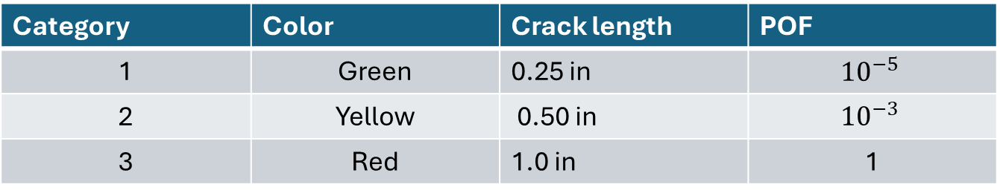 Category Color Crack length POF
1 Green 0.25 in 10⁻⁵
2 Yellow 0.50 in 10⁻³
3 Red 1.0 in 1